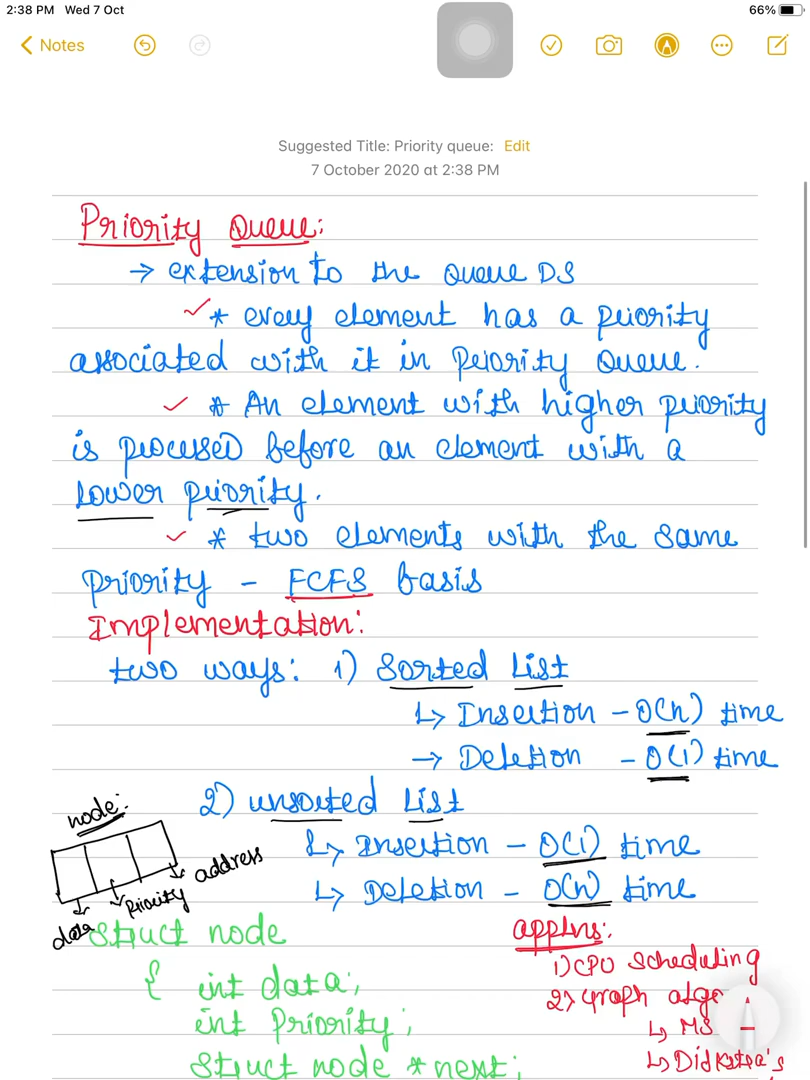 2:38 PM Wed 7 Oct
66%
Notes
Suggested Title: Priority queue: Edit
7 October 2020 at 2:38 PM
Priority Queue:
→ extension to the Queue DS
* every element has a priority
associated with it in Priority Queue.
* An element with higher priority
is processed before an element with a
lower priority.
* two elements with the same
priority - FCFS basis
Implementation:
two ways: 1) Sorted List
↳ Insertion - O(n) time
→ Deletion - O(1) time
2) unsorted List
↳ Insertion - O(1) time
↳ Deletion - O(n) time
node:
address
priority
data
struct node
{ int data;
int Priority;
struct node *next;
applns:
1) CPU scheduling
2) Graph algo
↳ MS
↳ Dijkstra's